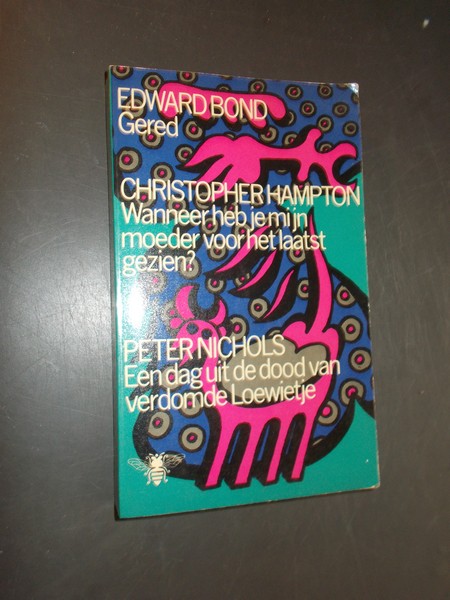 EDWARD BOND
Gered
CHRISTOPHER HAMPTON
Wanneer heb je mijn
moeder voor het laatst
gezien?
PETER NICHOLS
Een dag uit de dood van
verdomde Loewietje